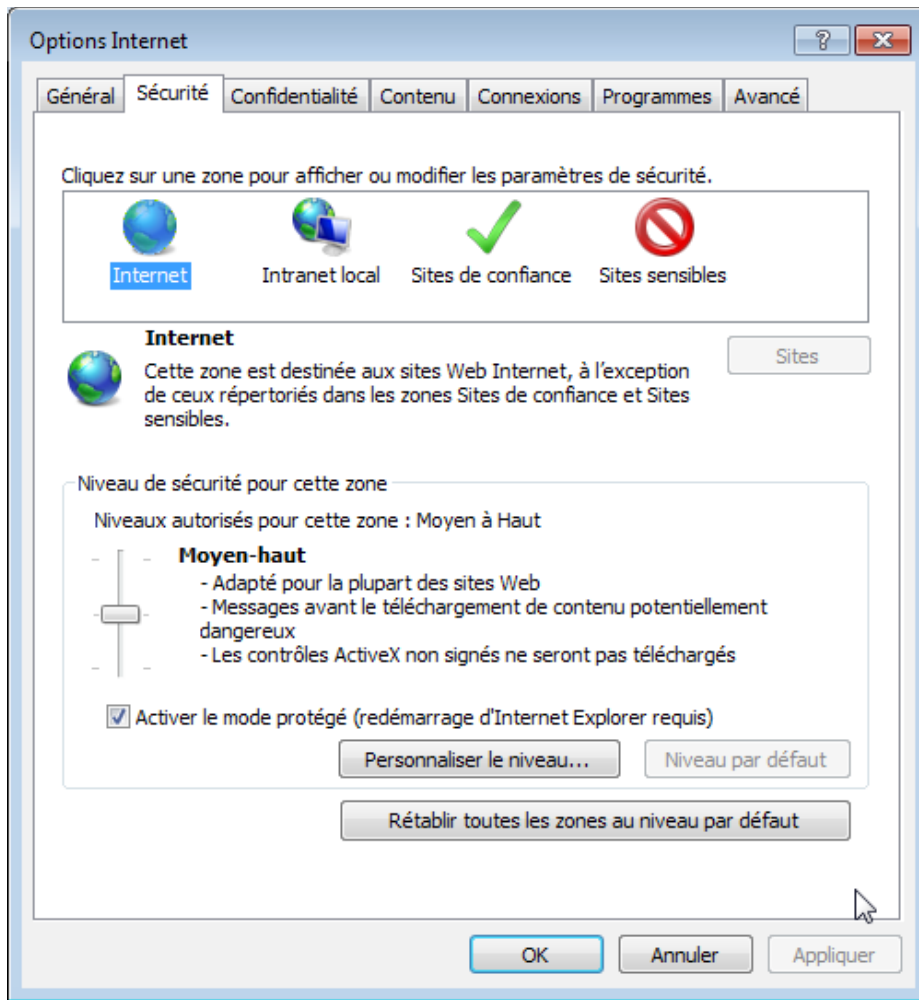 Options Internet
?
Général Sécurité Confidentialité Contenu Connexions Programmes Avancé
Cliquez sur une zone pour afficher ou modifier les paramètres de sécurité.
Internet Intranet local Sites de confiance Sites sensibles
Internet
Sites
Cette zone est destinée aux sites Web Internet, à l'exception
de ceux répertoriés dans les zones Sites de confiance et Sites
sensibles.
Niveau de sécurité pour cette zone
Niveaux autorisés pour cette zone : Moyen à Haut
Moyen-haut
- Adapté pour la plupart des sites Web
- Messages avant le téléchargement de contenu potentiellement
dangereux
- Les contrôles ActiveX non signés ne seront pas téléchargés
Activer le mode protégé (redémarrage d'Internet Explorer requis)
Personnaliser le niveau... Niveau par défaut
Rétablir toutes les zones au niveau par défaut
OK Annuler Appliquer